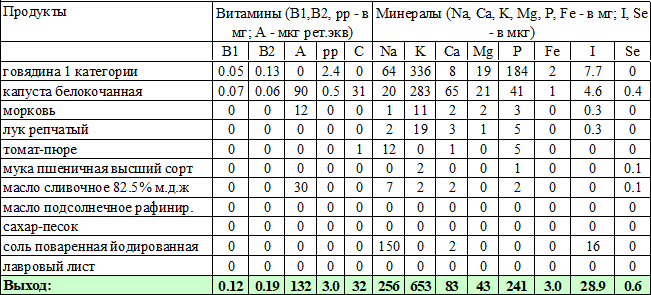 Продукты Витамины (В1,В2, рр - в Минералы (Na, Ca, K, Mg, P, Fe - в мг; I, Se
мг; А - мкг рет.экв) - в мкг)
B1 B2 A pp C Na K Ca Mg P Fe I Se
говядина 1 категории 0.05 0.13 0 2.4 0 64 336 8 19 184 2 7.7 0
капуста белокочанная 0.07 0.06 90 0.5 31 20 283 65 21 41 1 4.6 0.4
морковь 0 0 12 0 0 1 11 2 2 3 0 0.3 0
лук репчатый 0 0 0 0 0 2 19 3 1 5 0 0.3 0
томат-пюре 0 0 0 0 1 12 0 1 0 5 0 0 0
мука пшеничная высший сорт 0 0 0 0 0 0 2 0 0 1 0 0 0.1
масло сливочное 82.5% м.д.ж 0 0 30 0 0 7 2 2 0 2 0 0 0.1
масло подсолнечное рафинир. 0 0 0 0 0 0 0 0 0 0 0 0 0
сахар-песок 0 0 0 0 0 0 0 0 0 0 0 0 0
соль поваренная йодированная 0 0 0 0 0 150 0 2 0 0 0 16 0
лавровый лист 0 0 0 0 0 0 0 0 0 0 0 0 0
Выход: 0.12 0.19 132 3.0 32 256 653 83 43 241 3.0 28.9 0.6